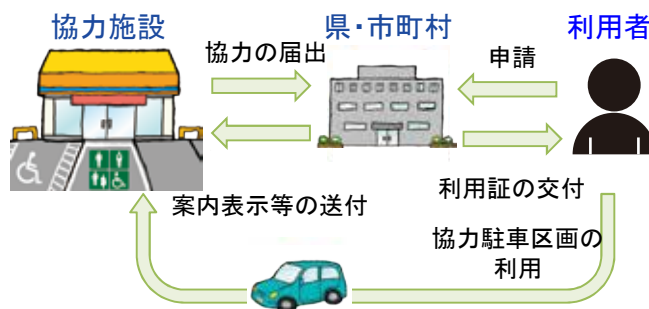 協力施設
県・市町村
利用者
協力の届出
申請
案内表示等の送付
利用証の交付
協力駐車区画の
利用